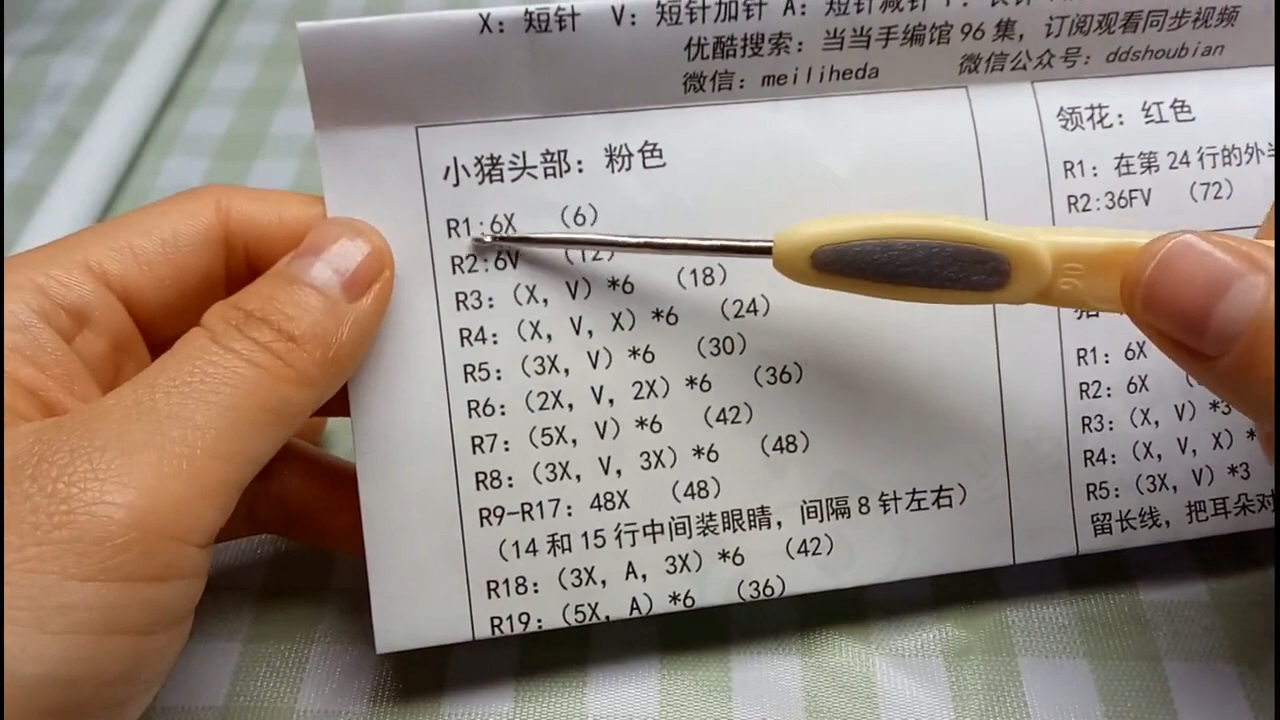 X: 短针 V: 短针加针 A: 短针减针
优酷搜索: 当当手编馆 96 集, 订阅观看同步视频
微信: meiliheda 微信公众号: ddshoubian
小猪头部: 粉色
R1:6X (6)
R2:6V (12)
R3: (X, V) *6 (18)
R4: (X, V, X) *6 (24)
R5: (3X, V) *6 (30)
R6: (2X, V, 2X) *6 (36)
R7: (5X, V) *6 (42)
R8: (3X, V, 3X) *6 (48)
R9-R17: 48X (48)
(14 和 15 行中间装眼睛, 间隔 8 针左右)
R18: (3X, A, 3X) *6 (42)
R19: (5X, A) *6 (36)
领花: 红色
R1: 在第 24 行的外半
R2:36FV (72)
R1: 6X
R2: 6X
R3: (X, V) *3
R4: (X, V, X) *
R5: (3X, V) *3
留长线, 把耳朵对
06